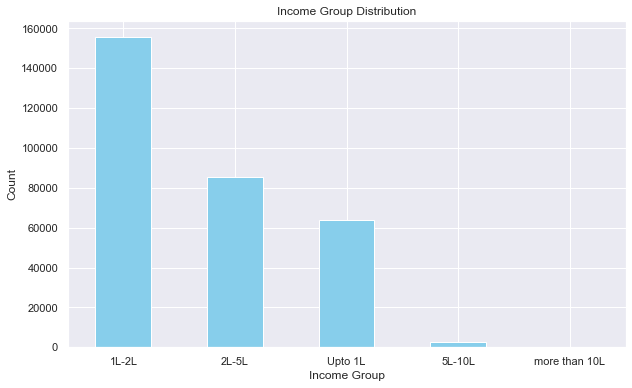 Income Group Distribution
160000
140000
120000
100000
80000
60000
40000
20000
0
Count
1L-2L 2L-5L Upto 1L 5L-10L more than 10L
Income Group